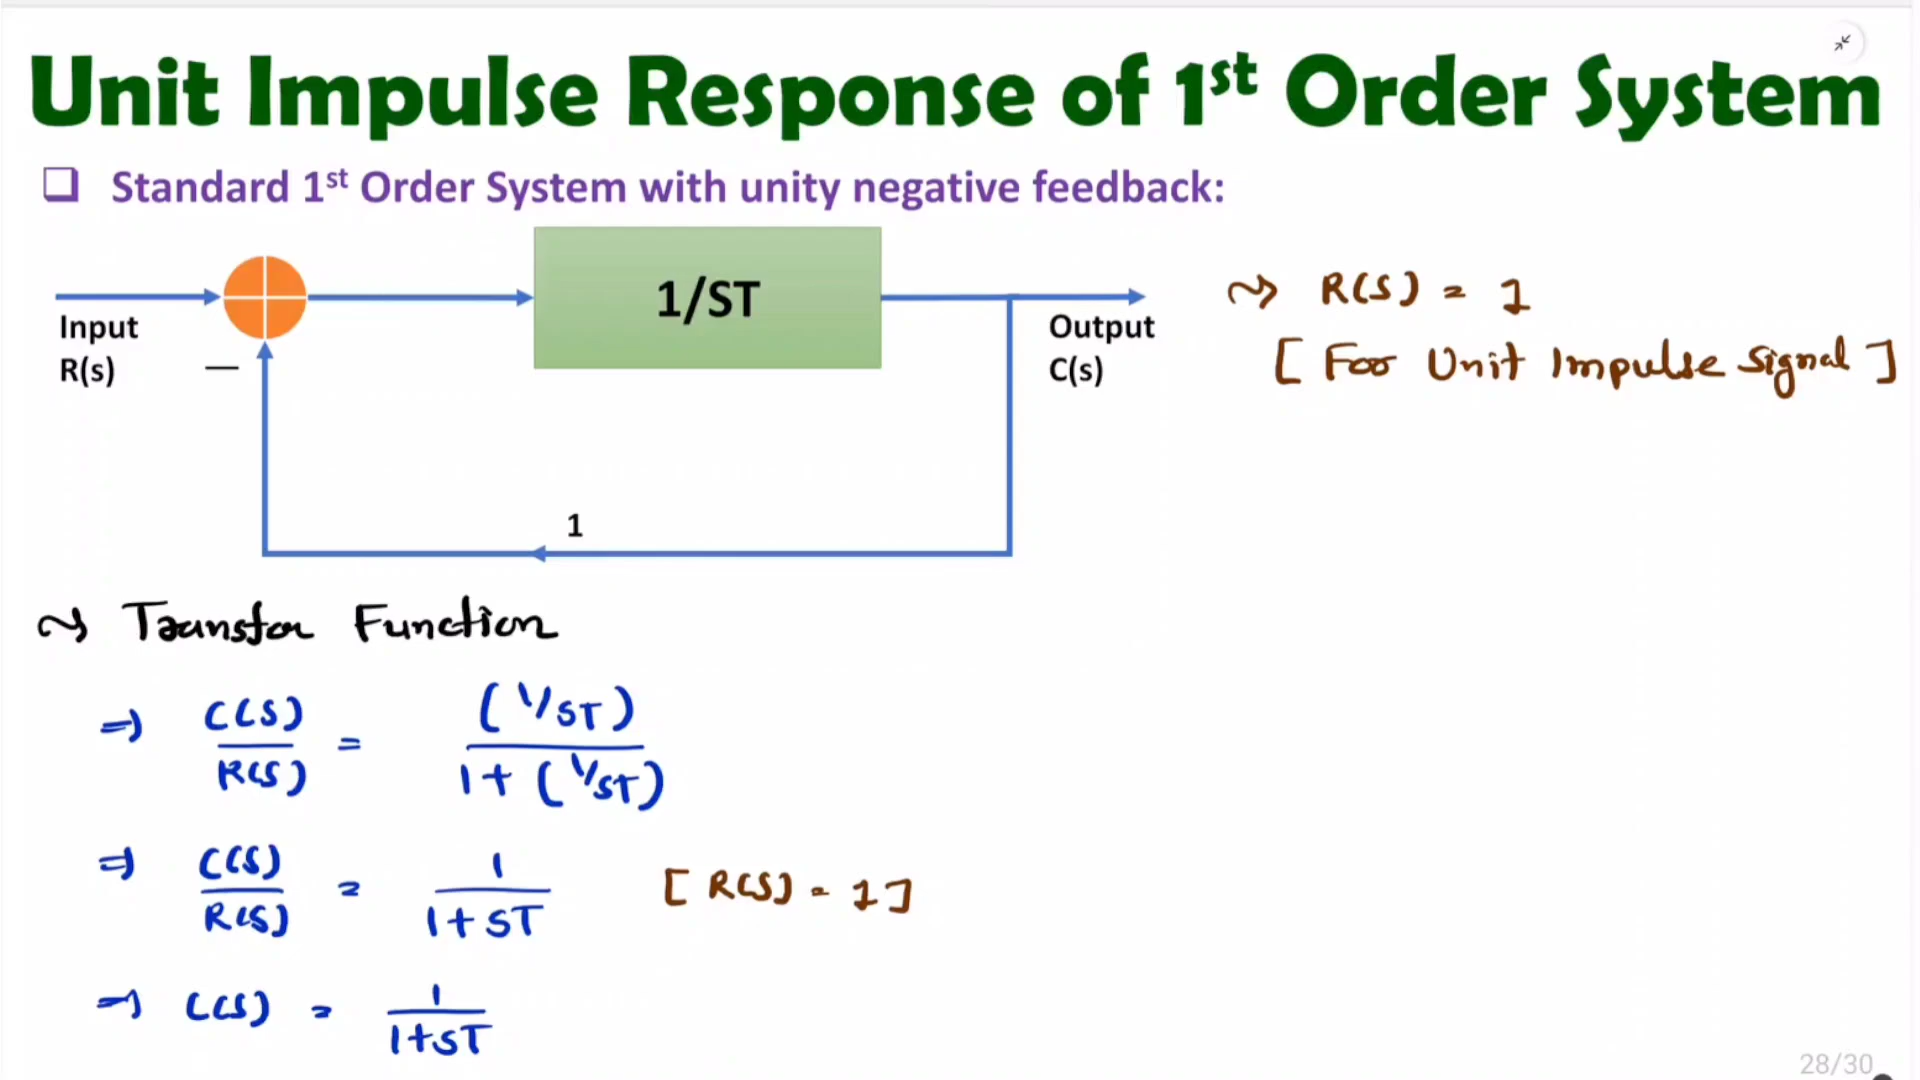 Unit Impulse Response of 1st Order System
❑ Standard 1st Order System with unity negative feedback:
1/ST
Input
R(s)
—
Output
C(s)
1
~> R(S) = 1
[ For Unit Impulse Signal ]
~> Transfer Function
=> C(S)/R(S) = (1/ST) / 1 + (1/ST)
=> C(S)/R(S) = 1 / 1 + ST [ R(S) = 1 ]
=> C(S) = 1 / 1+ST
28/30